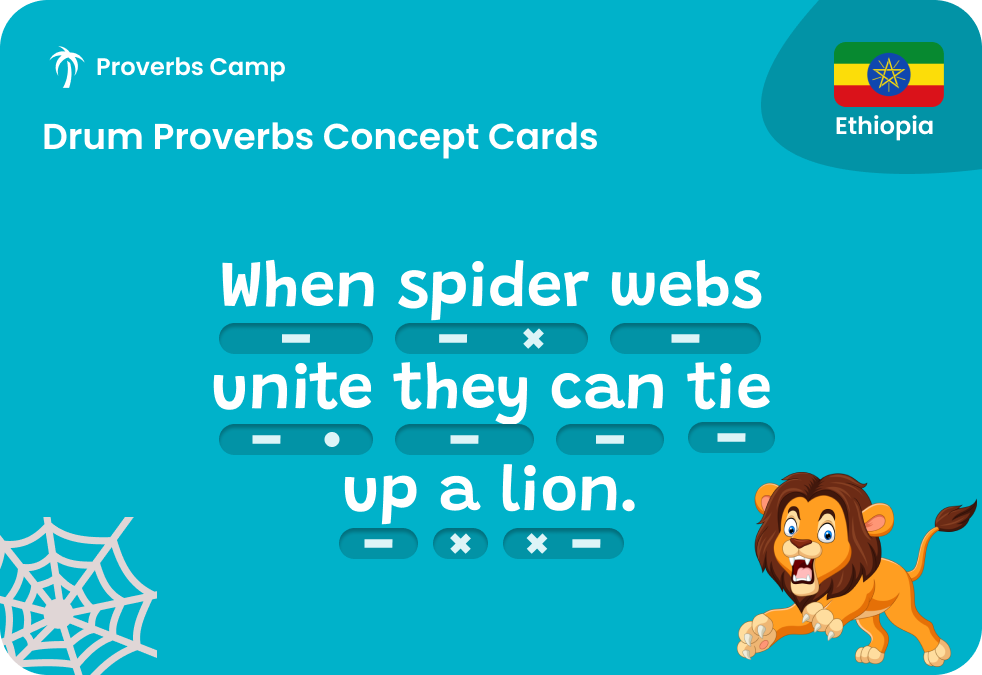 Proverbs Camp
Ethiopia
Drum Proverbs Concept Cards
When spider webs
unite they can tie
up a lion.